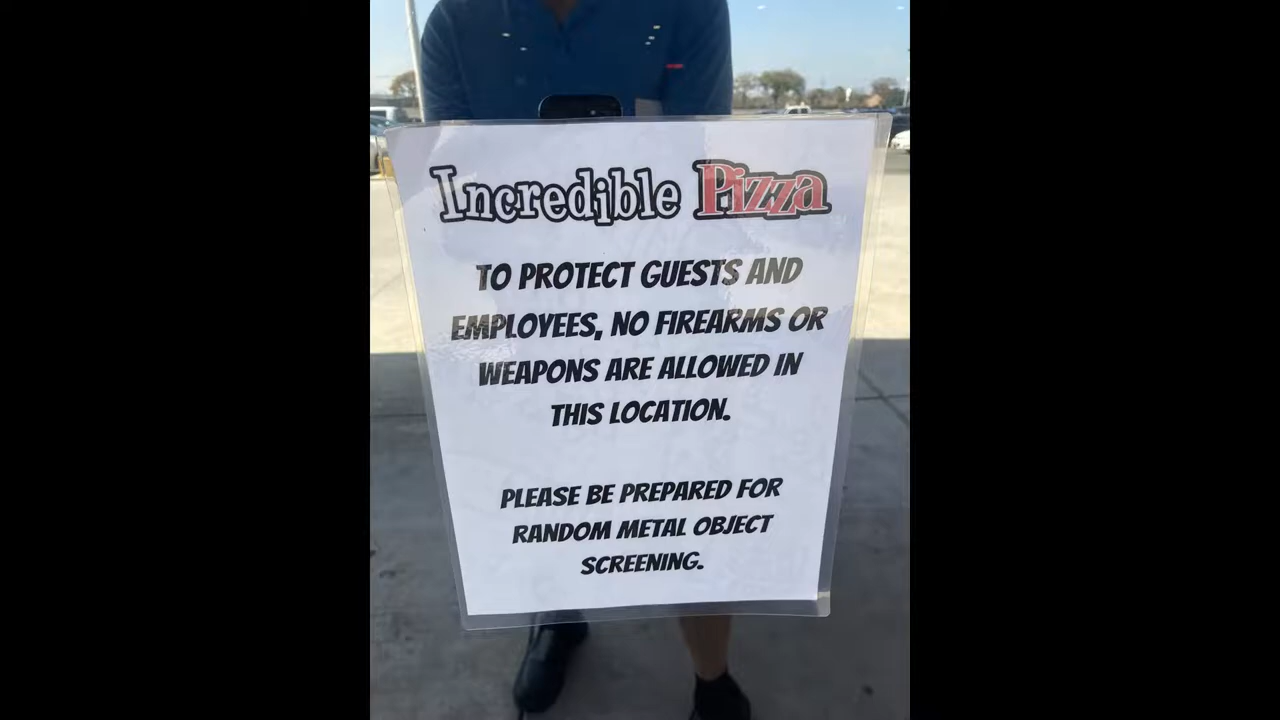 Incredible Pizza
TO PROTECT GUESTS AND
EMPLOYEES, NO FIREARMS OR
WEAPONS ARE ALLOWED IN
THIS LOCATION.
PLEASE BE PREPARED FOR
RANDOM METAL OBJECT
SCREENING.